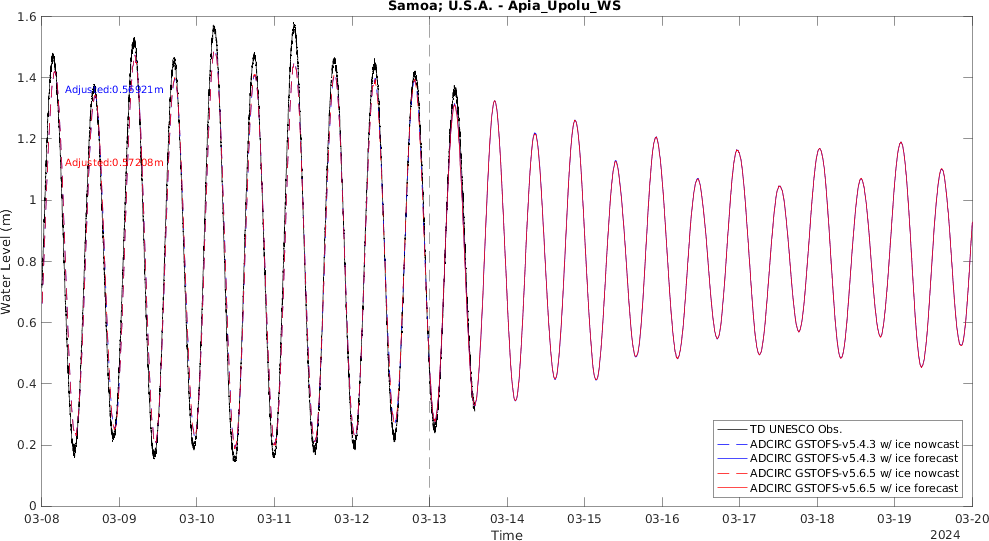 Samoa; U.S.A. - Apia_Upolu_WS
1.6
1.4
1.2
1
0.8
0.6
0.4
0.2
0
Water Level (m)
Adjusted:0.56921m
Adjusted:0.57208m
TD UNESCO Obs.
ADCIRC GSTOFS-v5.4.3 w/ ice nowcast
ADCIRC GSTOFS-v5.4.3 w/ ice forecast
ADCIRC GSTOFS-v5.6.5 w/ ice nowcast
ADCIRC GSTOFS-v5.6.5 w/ ice forecast
03-08 03-09 03-10 03-11 03-12 03-13 03-14 03-15 03-16 03-17 03-18 03-19 03-20
Time
2024